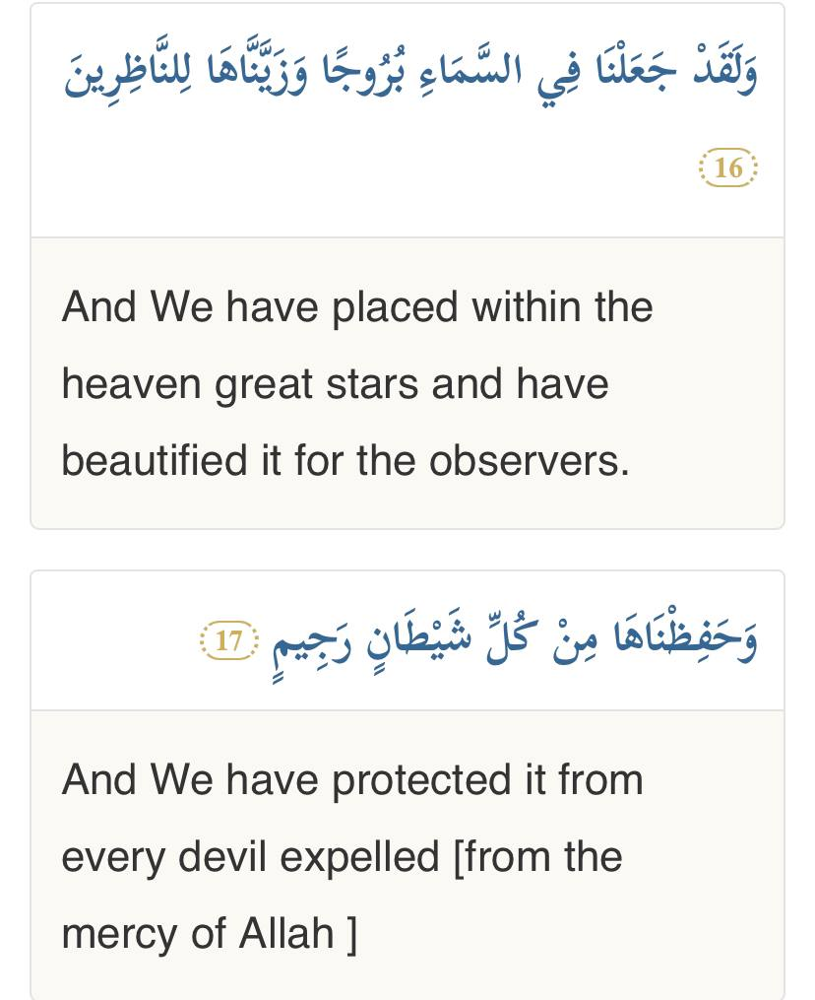 وَلَقَدْ جَعَلْنَا فِي السَّمَاءِ بُرُوجًا وَزَيَّنَّاهَا لِلنَّاظِرِينَ
16
And We have placed within the
heaven great stars and have
beautified it for the observers.
وَحَفِظْنَاهَا مِنْ كُلِّ شَيْطَانٍ رَجِيمٍ 17
And We have protected it from
every devil expelled [from the
mercy of Allah ]